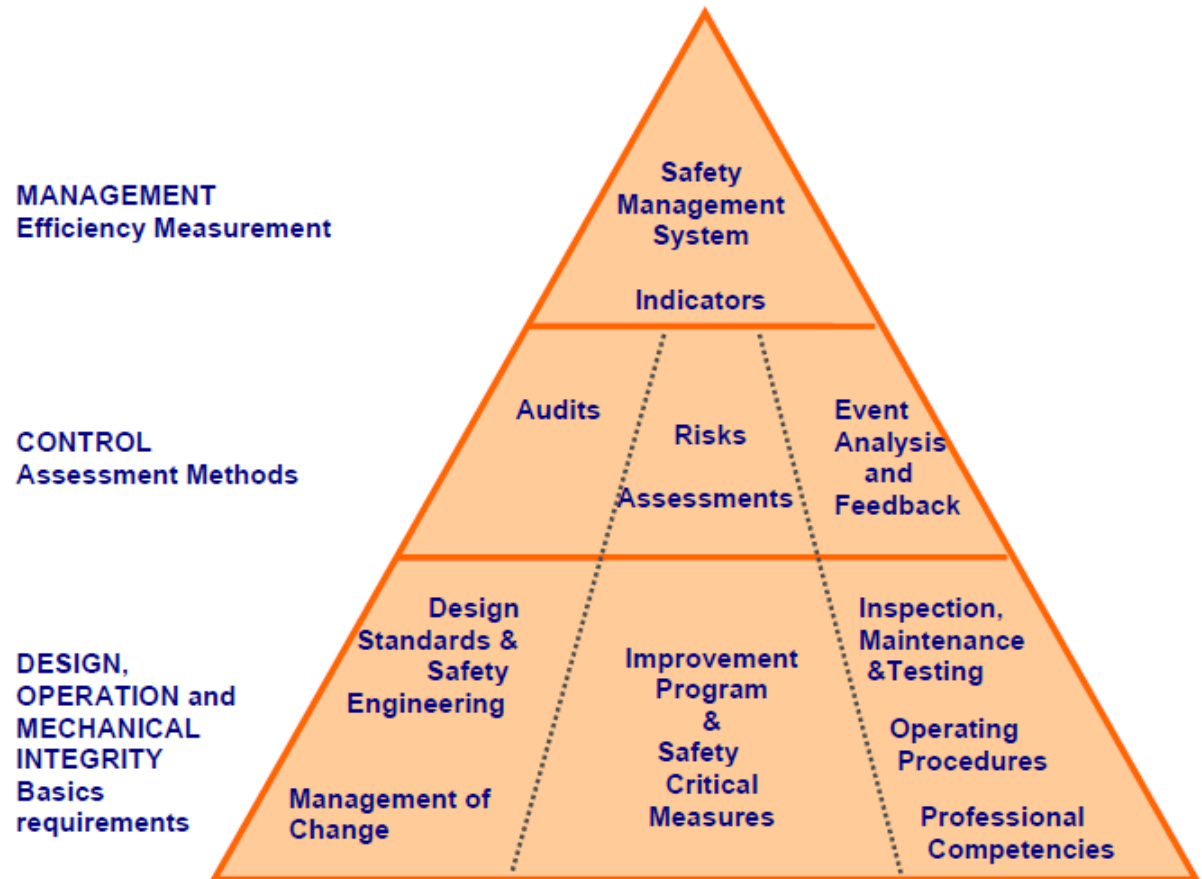 MANAGEMENT
Efficiency Measurement
Safety
Management
System
Indicators
CONTROL
Assessment Methods
Audits
Risks
Assessments
Event
Analysis
and
Feedback
DESIGN,
OPERATION and
MECHANICAL
INTEGRITY
Basics
requirements
Design
Standards &
Safety
Engineering
Management of
Change
Improvement
Program
&
Safety
Critical
Measures
Inspection,
Maintenance
&Testing
Operating
Procedures
Professional
Competencies